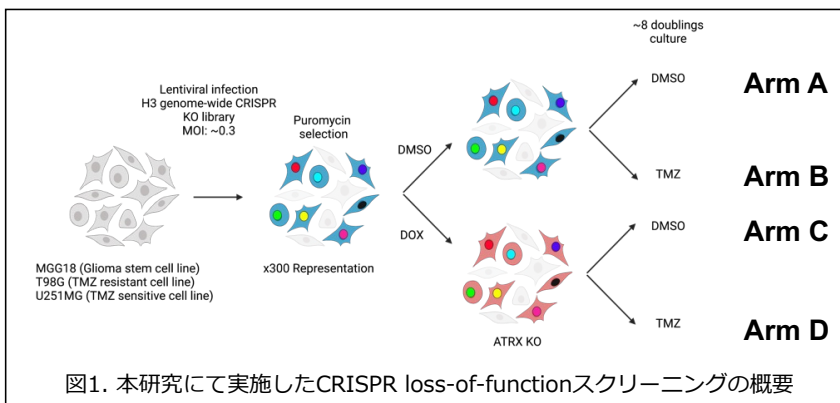 ~8 doublings
culture
Lentiviral infection
H3 genome-wide CRISPR
KO library
MOI: ~0.3
Puromycin
selection
DMSO
DOX
DMSO
Arm A
TMZ
Arm B
DMSO
Arm C
TMZ
Arm D
MGG18 (Glioma stem cell line)
T98G (TMZ resistant cell line)
U251MG (TMZ sensitive cell line)
x300 Representation
ATRX KO
図1. 本研究にて実施したCRISPR loss-of-functionスクリーニングの概要